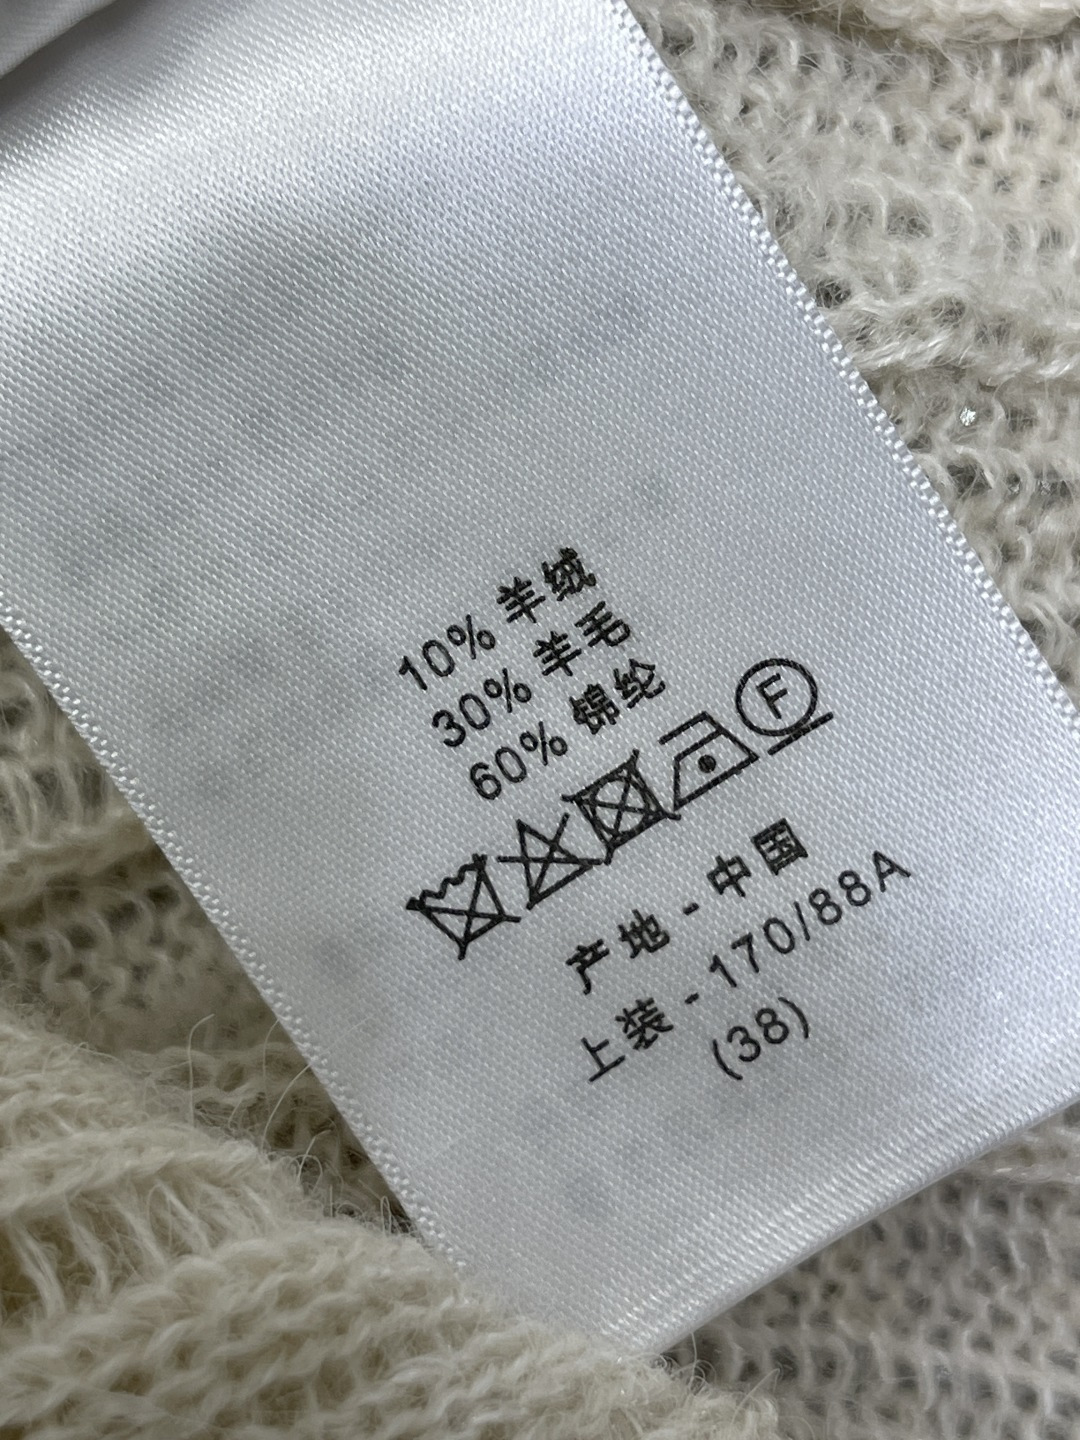 10% 羊绒
30% 羊毛
60% 锦纶
F
产地 - 中国
上装 - 170/88A
(38)